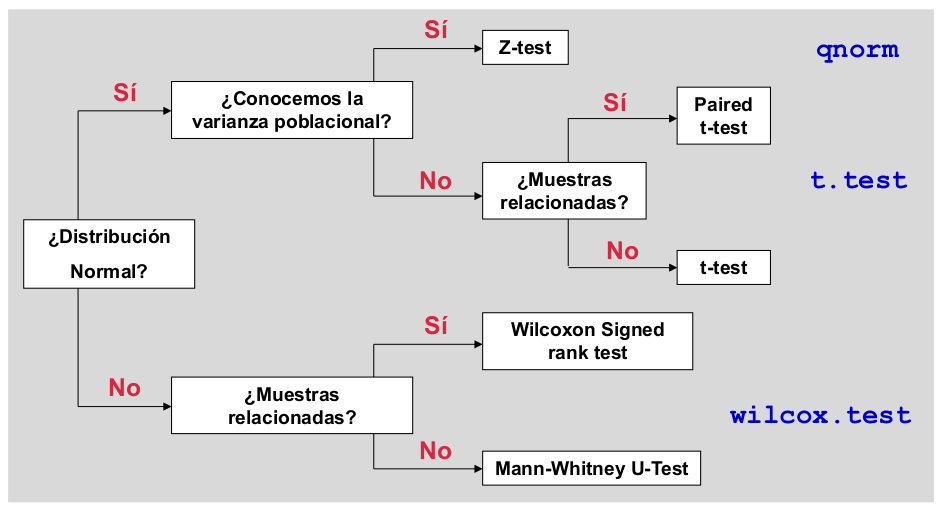 Sí
Z-test
qnorm
Sí
¿Conocemos la
varianza poblacional?
Sí
Paired
t-test
No
¿Muestras
relacionadas?
t.test
¿Distribución
Normal?
No
t-test
Sí
Wilcoxon Signed
rank test
No
¿Muestras
relacionadas?
wilcox.test
No
Mann-Whitney U-Test